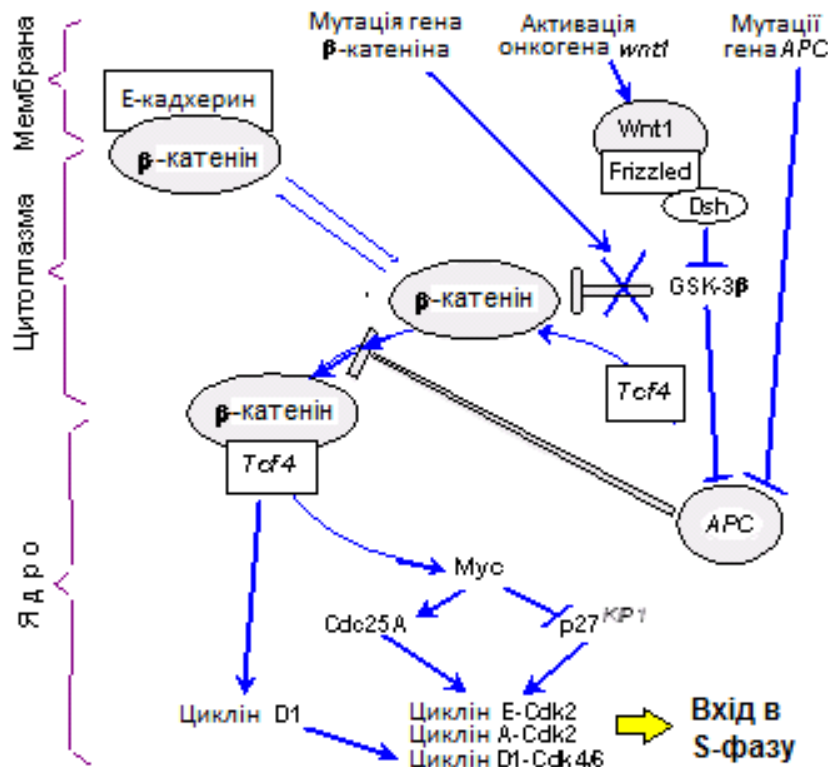 Мутація гена
β-катеніна
Активація
онкогена wnt1
Мутації
гена APC
Мембрана
Е-кадхерин
β-катенін
Wnt1
Frizzled
Dsh
Цитоплазма
β-катенін
GSK-3β
Tcf4
β-катенін
Tcf4
APC
Ядро
Myc
Cdc25A
p27 KP1
Циклін D1
Циклін E-Cdk2
Циклін A-Cdk2
Циклін D1-Cdk4/6
Вхід в
S-фазу